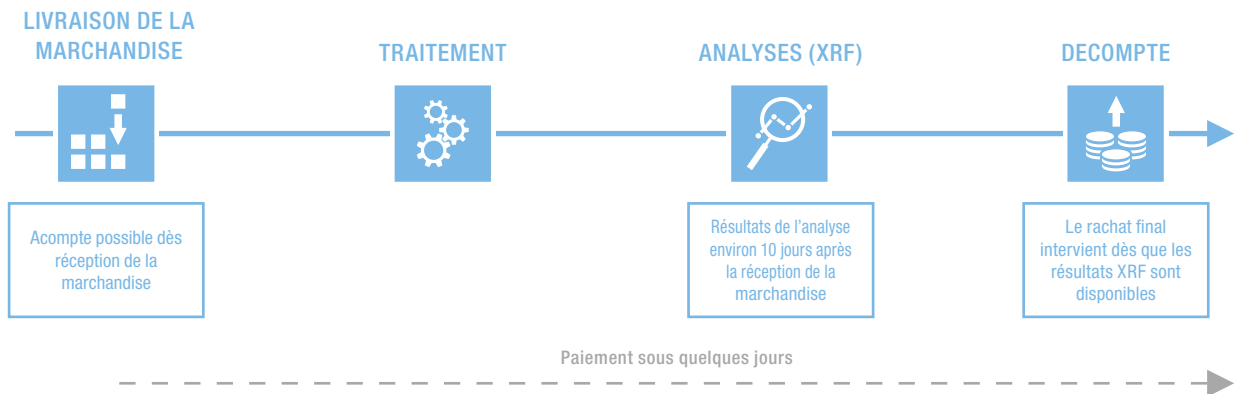 LIVRAISON DE LA
MARCHANDISE
TRAITEMENT
ANALYSES (XRF)
DECOMPTE
Acompte possible dès
réception de la
marchandise
Résultats de l'analyse
environ 10 jours après
la réception de la
marchandise
Le rachat final
intervient dès que les
résultats XRF sont
disponibles
Paiement sous quelques jours